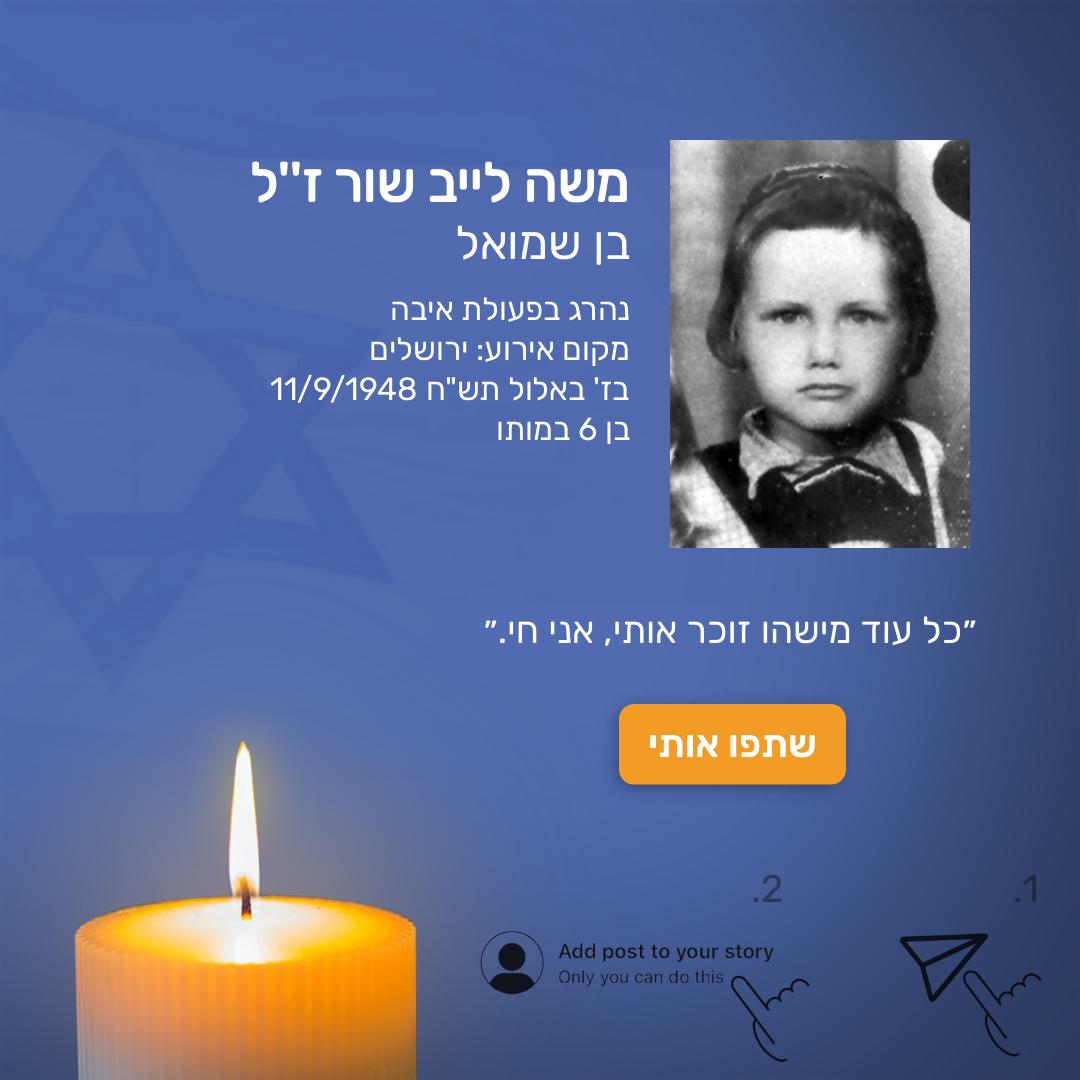 משה לייב שור ז"ל
בן שמואל
נהרג בפעולת איבה
מקום אירוע: ירושלים
בז' באלול תש"ח 11/9/1948
בן 6 במותו
״כל עוד מישהו זוכר אותי, אני חי.״
שתפו אותי
.1
.2
Add post to your story
Only you can do this